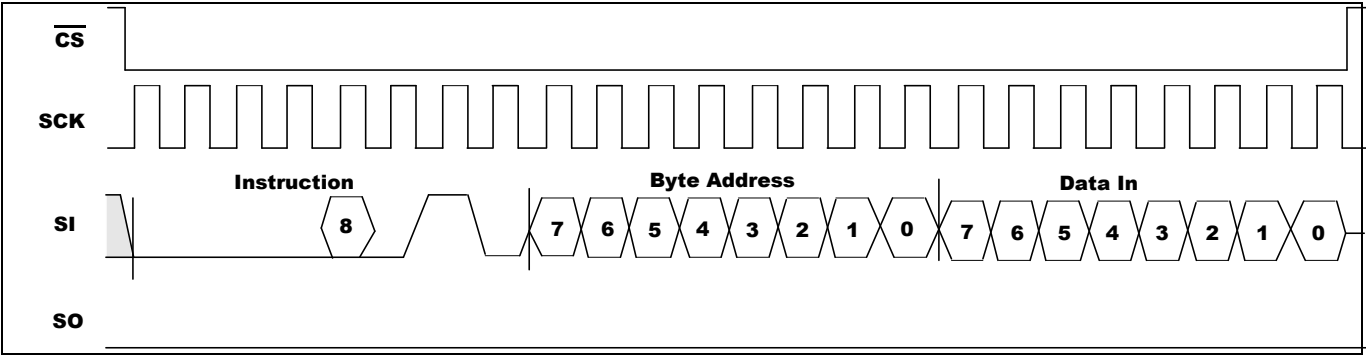 CS
SCK
Instruction Byte Address Data In
SI 8 7 6 5 4 3 2 1 0 7 6 5 4 3 2 1 0
SO